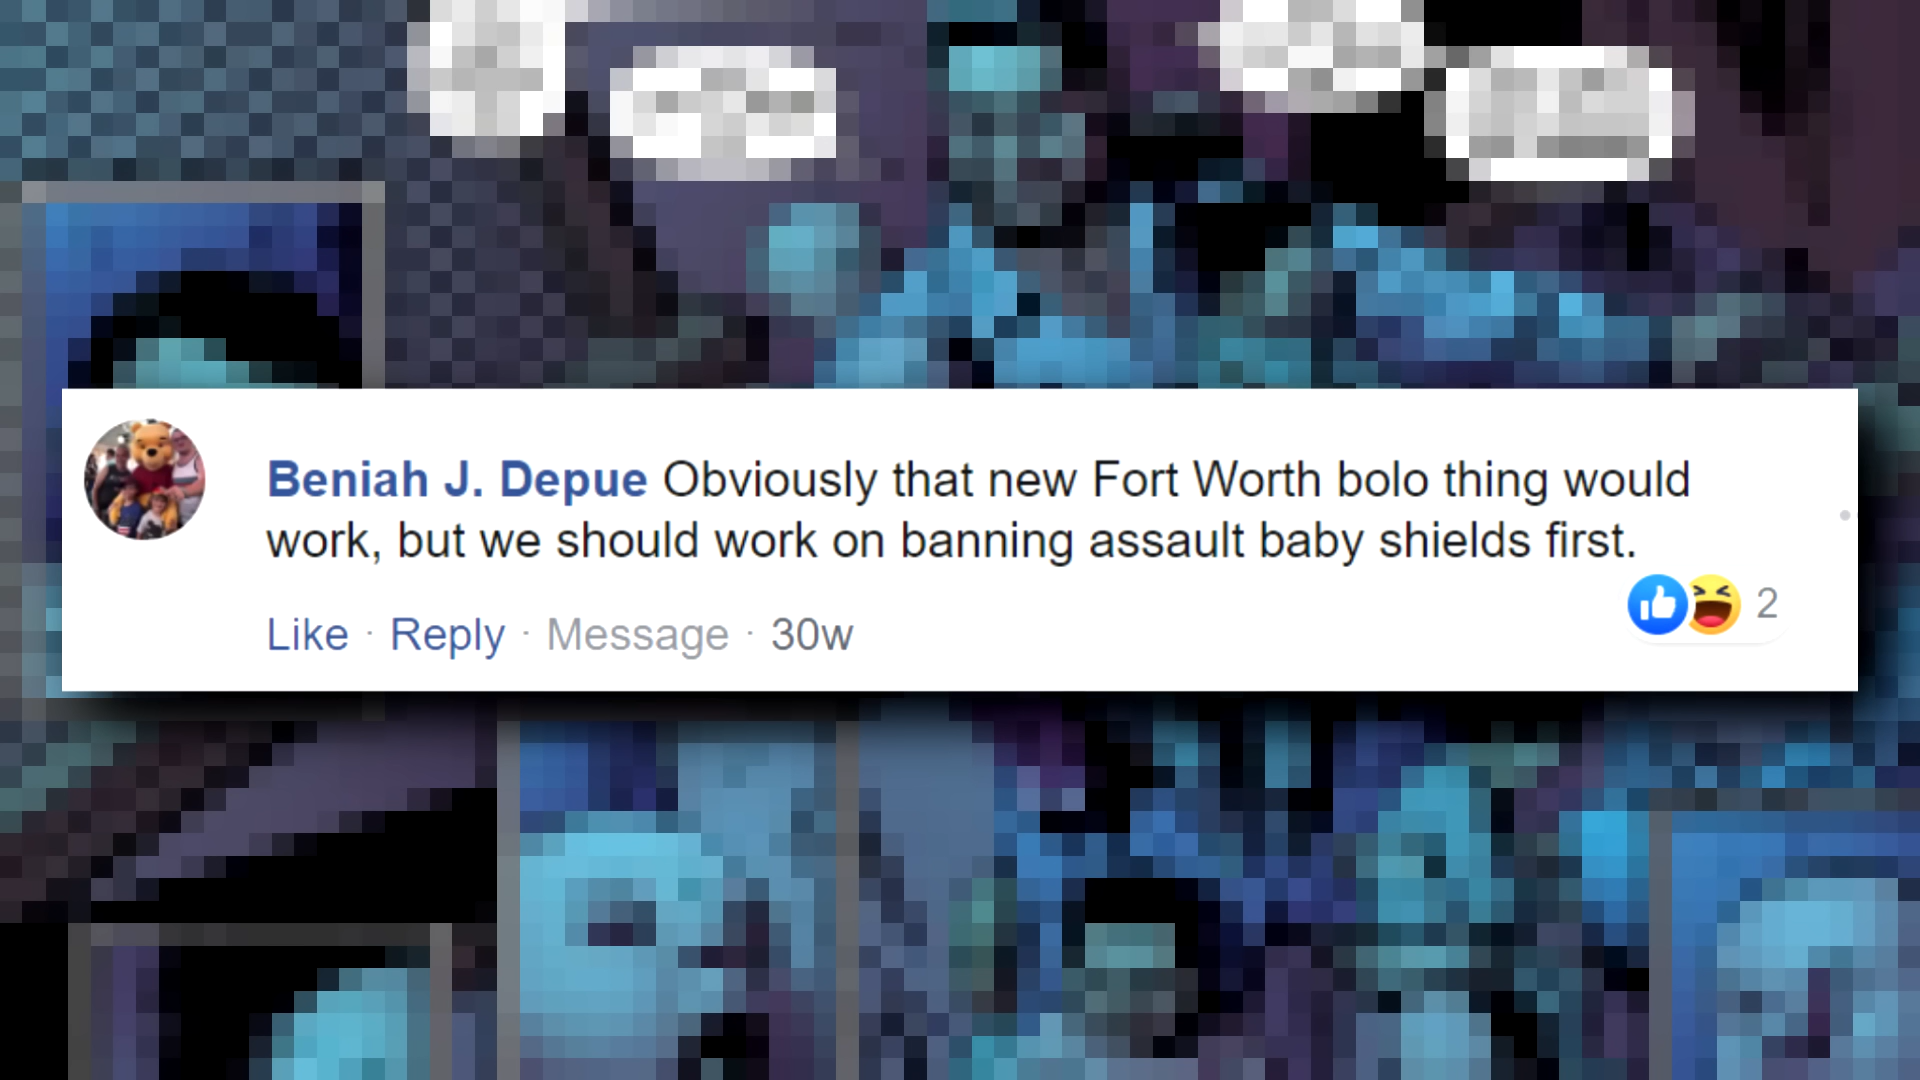 Beniah J. Depue Obviously that new Fort Worth bolo thing would
work, but we should work on banning assault baby shields first.
2
Like · Reply · Message · 30w